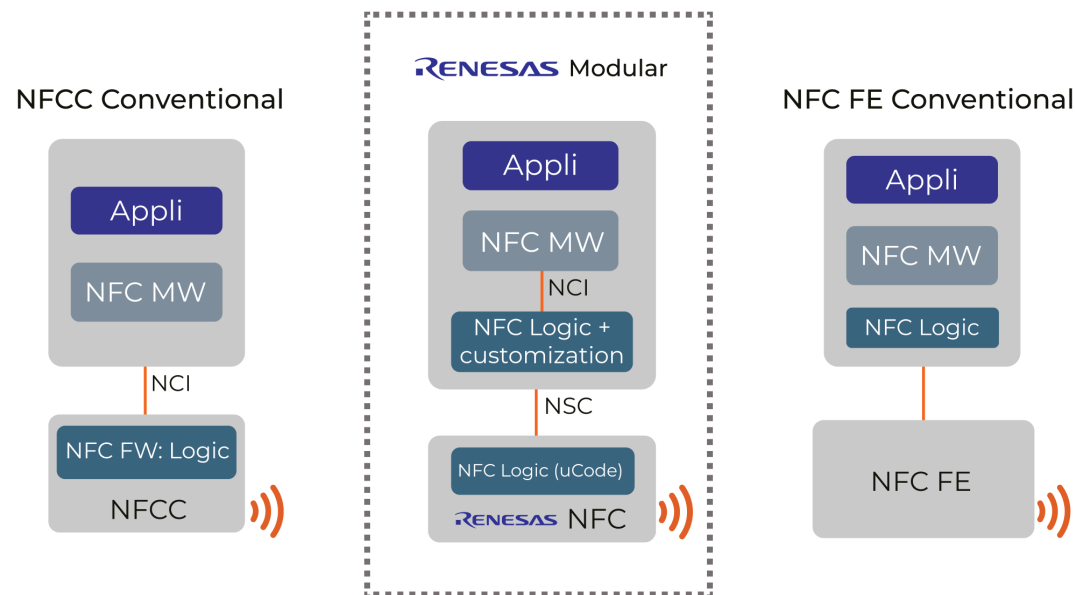 NFCC Conventional
Appli
NFC MW
NCI
NFC FW: Logic
NFCC
RENESAS Modular
Appli
NFC MW
NCI
NFC Logic +
customization
NSC
NFC Logic (uCode)
RENESAS NFC
NFC FE Conventional
Appli
NFC MW
NFC Logic
NFC FE